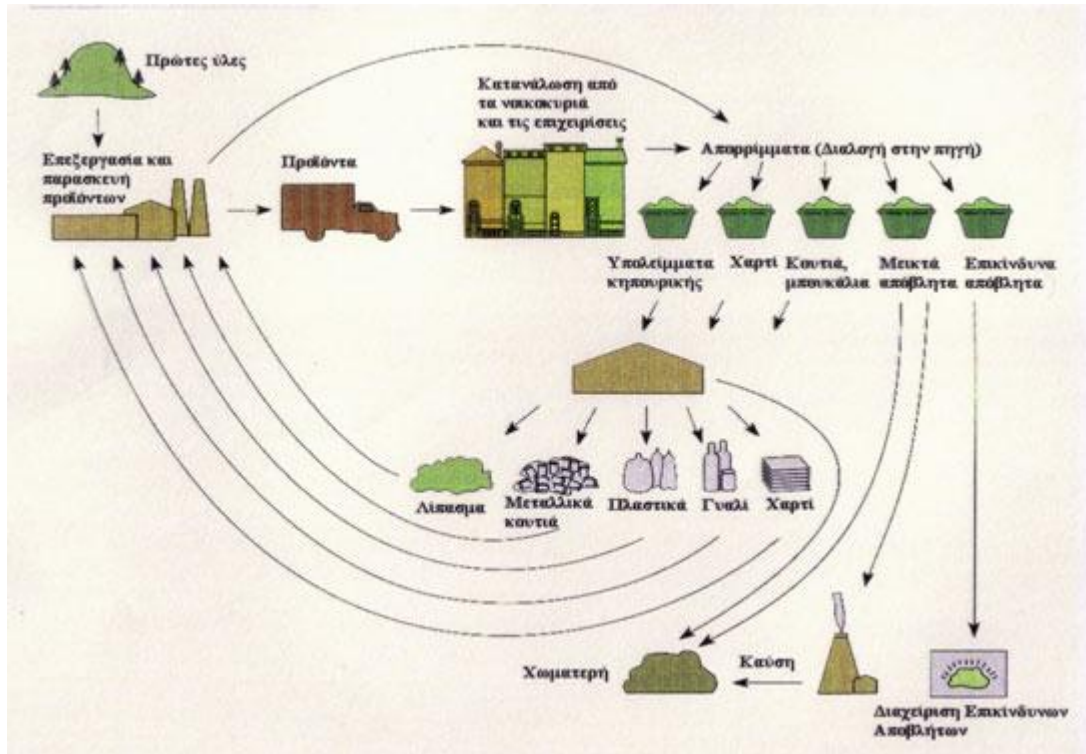 Πρώτες ύλες
Κατανάλωση από
τα νοικοκυριά
και τις επιχειρίσεις
Επεξεργασία και
παρασκευή
προϊόντων
Προϊόντα
Απορρίμματα (Διαλογή στην πηγή)
Υπολείμματα
κηπουρικής
Χαρτί
Κουτιά,
μπουκάλια
Μεικτά
απόβλητα
Επικίνδυνα
απόβλητα
Λίπασμα
Μεταλλικά
κουτιά
Πλαστικά
Γυαλί
Χαρτί
Χωματερή
Καύση
Διαχείριση Επικίνδυνων
Αποβλήτων